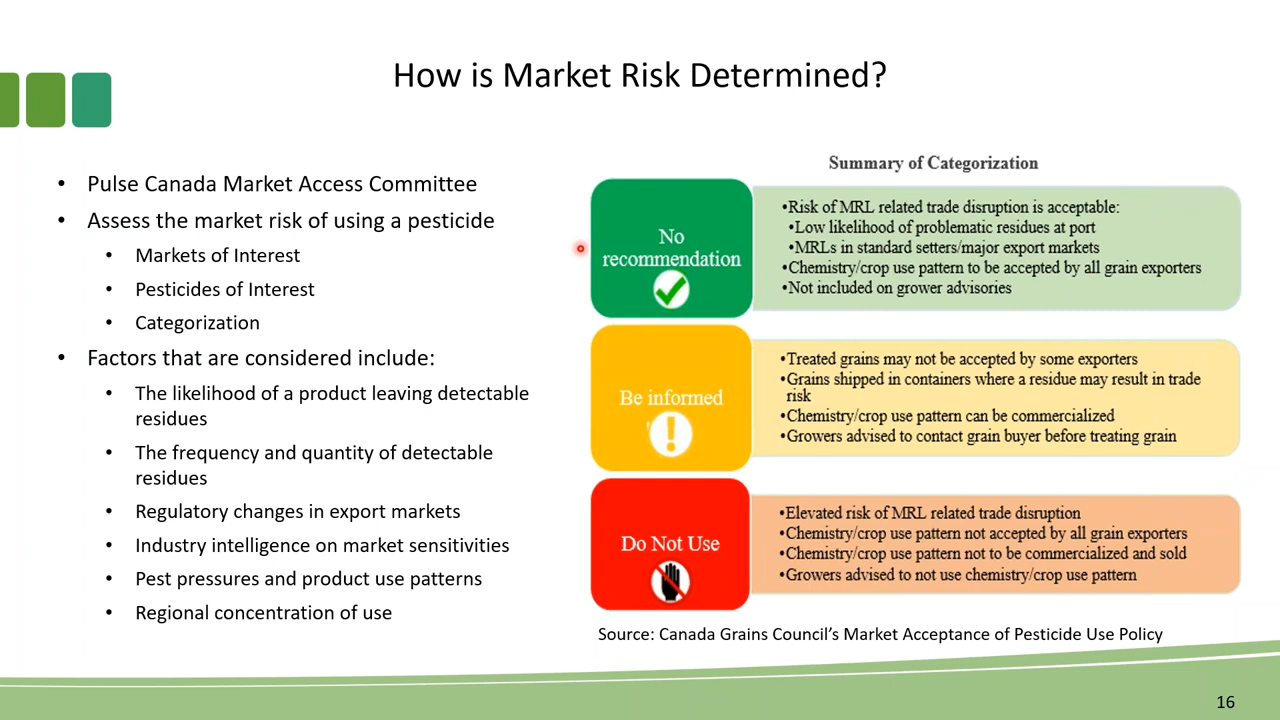 How is Market Risk Determined?
• Pulse Canada Market Access Committee
• Assess the market risk of using a pesticide
• Markets of Interest
• Pesticides of Interest
• Categorization
• Factors that are considered include:
• The likelihood of a product leaving detectable
residues
• The frequency and quantity of detectable
residues
• Regulatory changes in export markets
• Industry intelligence on market sensitivities
• Pest pressures and product use patterns
• Regional concentration of use
Summary of Categorization
No
recommendation
•Risk of MRL related trade disruption is acceptable:
•Low likelihood of problematic residues at port
•MRLs in standard setters/major export markets
•Chemistry/crop use pattern to be accepted by all grain exporters
•Not included on grower advisories
Be informed
•Treated grains may not be accepted by some exporters
•Grains shipped in containers where a residue may result in trade
risk
•Chemistry/crop use pattern can be commercialized
•Growers advised to contact grain buyer before treating grain
Do Not Use
•Elevated risk of MRL related trade disruption
•Chemistry/crop use pattern not accepted by all grain exporters
•Chemistry/crop use pattern not to be commercialized and sold
•Growers advised to not use chemistry/crop use pattern
Source: Canada Grains Council’s Market Acceptance of Pesticide Use Policy
16